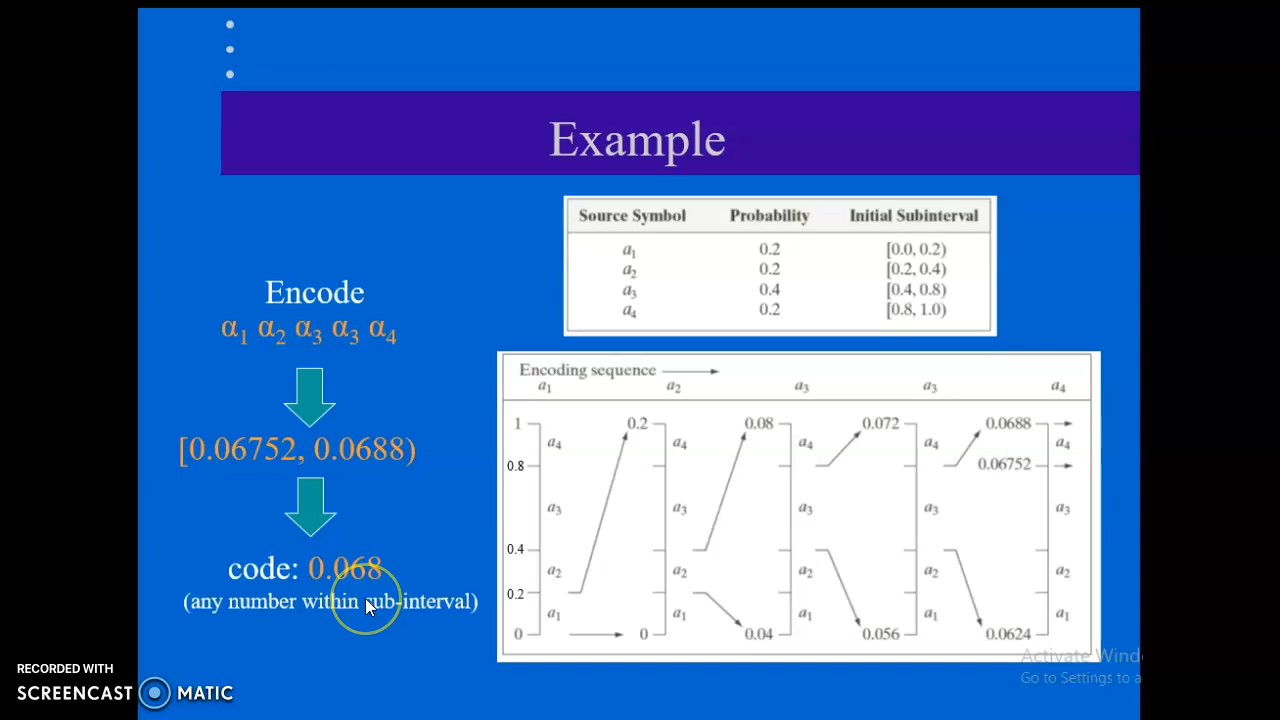 Example
Source Symbol Probability Initial Subinterval
a1 0.2 [0.0, 0.2)
a2 0.2 [0.2, 0.4)
a3 0.4 [0.4, 0.8)
a4 0.2 [0.8, 1.0)
Encode
α1 α2 α3 α3 α4
[0.06752, 0.0688)
code: 0.068
(any number within sub-interval)
Encoding sequence
a1 a2 a3 a3 a4
1 0.2 0.08 0.072 0.0688
a4 a4 a4 a4 a4
0.8 0.06752
a3 a3 a3 a3 a3
0.4
a2 a2 a2 a2 a2
0.2
a1 a1 a1 a1 a1
0 0 0.04 0.056 0.0624
Activate Wind
Go to Settings to a
RECORDED WITH
SCREENCAST MATIC